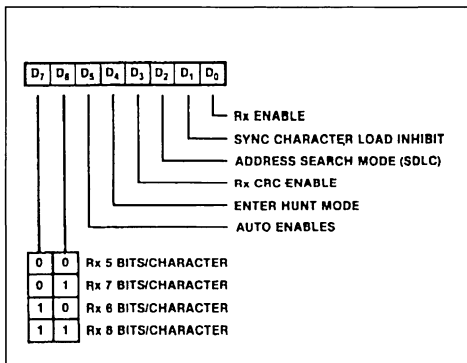 D7 D6 D5 D4 D3 D2 D1 D0
Rx ENABLE
SYNC CHARACTER LOAD INHIBIT
ADDRESS SEARCH MODE (SDLC)
Rx CRC ENABLE
ENTER HUNT MODE
AUTO ENABLES
0 0 Rx 5 BITS/CHARACTER
0 1 Rx 7 BITS/CHARACTER
1 0 Rx 6 BITS/CHARACTER
1 1 Rx 8 BITS/CHARACTER